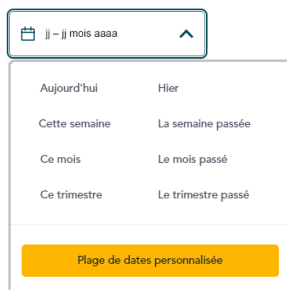 jj – jj mois aaaa
Aujourd'hui Hier
Cette semaine La semaine passée
Ce mois Le mois passé
Ce trimestre Le trimestre passé
Plage de dates personnalisée